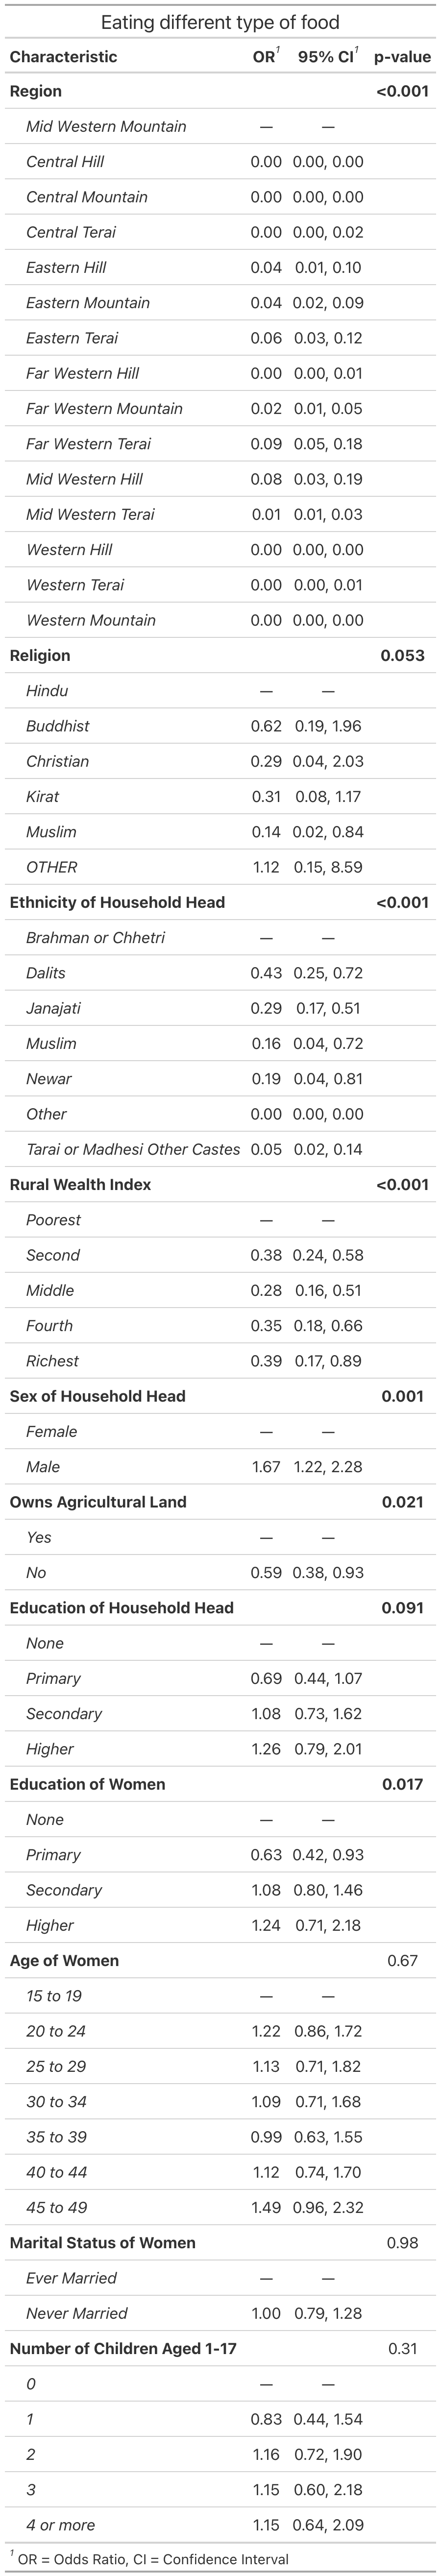 Eating different type of food
Characteristic OR1 95% CI1 p-value
Region <0.001
Mid Western Mountain — —
Central Hill 0.00 0.00, 0.00
Central Mountain 0.00 0.00, 0.00
Central Terai 0.00 0.00, 0.02
Eastern Hill 0.04 0.01, 0.10
Eastern Mountain 0.04 0.02, 0.09
Eastern Terai 0.06 0.03, 0.12
Far Western Hill 0.00 0.00, 0.01
Far Western Mountain 0.02 0.01, 0.05
Far Western Terai 0.09 0.05, 0.18
Mid Western Hill 0.08 0.03, 0.19
Mid Western Terai 0.01 0.01, 0.03
Western Hill 0.00 0.00, 0.00
Western Terai 0.00 0.00, 0.01
Western Mountain 0.00 0.00, 0.00
Religion 0.053
Hindu — —
Buddhist 0.62 0.19, 1.96
Christian 0.29 0.04, 2.03
Kirat 0.31 0.08, 1.17
Muslim 0.14 0.02, 0.84
OTHER 1.12 0.15, 8.59
Ethnicity of Household Head <0.001
Brahman or Chhetri — —
Dalits 0.43 0.25, 0.72
Janajati 0.29 0.17, 0.51
Muslim 0.16 0.04, 0.72
Newar 0.19 0.04, 0.81
Other 0.00 0.00, 0.00
Tarai or Madhesi Other Castes 0.05 0.02, 0.14
Rural Wealth Index <0.001
Poorest — —
Second 0.38 0.24, 0.58
Middle 0.28 0.16, 0.51
Fourth 0.35 0.18, 0.66
Richest 0.39 0.17, 0.89
Sex of Household Head 0.001
Female — —
Male 1.67 1.22, 2.28
Owns Agricultural Land 0.021
Yes — —
No 0.59 0.38, 0.93
Education of Household Head 0.091
None — —
Primary 0.69 0.44, 1.07
Secondary 1.08 0.73, 1.62
Higher 1.26 0.79, 2.01
Education of Women 0.017
None — —
Primary 0.63 0.42, 0.93
Secondary 1.08 0.80, 1.46
Higher 1.24 0.71, 2.18
Age of Women 0.67
15 to 19 — —
20 to 24 1.22 0.86, 1.72
25 to 29 1.13 0.71, 1.82
30 to 34 1.09 0.71, 1.68
35 to 39 0.99 0.63, 1.55
40 to 44 1.12 0.74, 1.70
45 to 49 1.49 0.96, 2.32
Marital Status of Women 0.98
Ever Married — —
Never Married 1.00 0.79, 1.28
Number of Children Aged 1-17 0.31
0 — —
1 0.83 0.44, 1.54
2 1.16 0.72, 1.90
3 1.15 0.60, 2.18
4 or more 1.15 0.64, 2.09
1 OR = Odds Ratio, CI = Confidence Interval